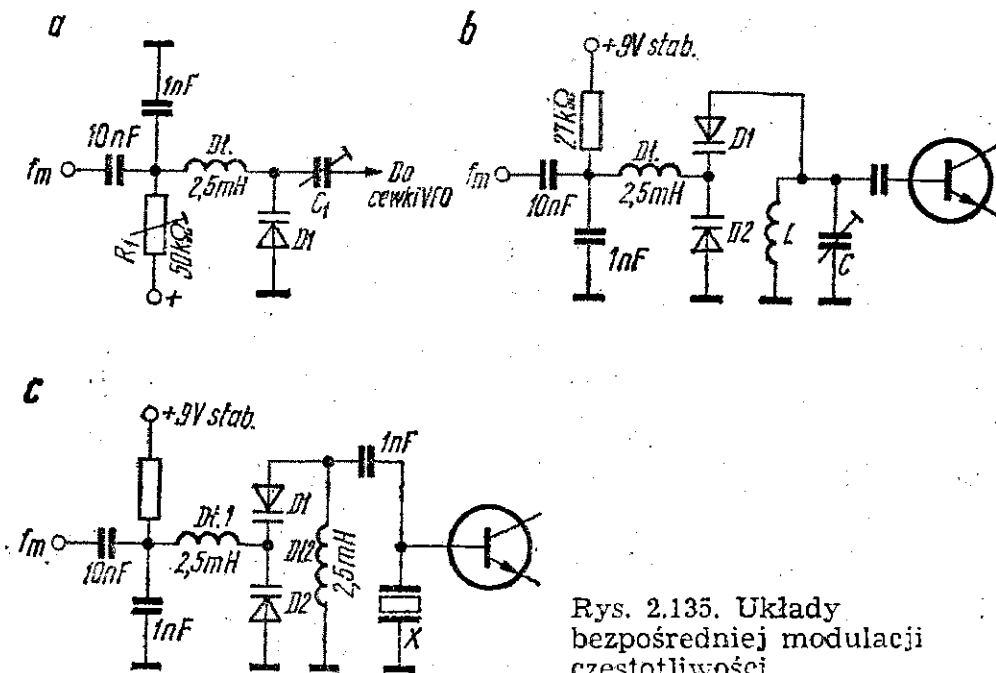 a
1nF
10nF
fm
Dł.
2,5mH
C1
Do
cewki VFO
D1
R1
50kΩ
+
b
+9V stab.
27kΩ
fm
10nF
Dł.
2,5mH
1nF
D1
D2
L
C
c
+9V stab.
fm
10nF
1nF
Dł.1
2,5mH
D1
D2
Dł2
2,5mH
1nF
X
Rys. 2.135. Układy
bezpośredniej modulacji
częstotliwości